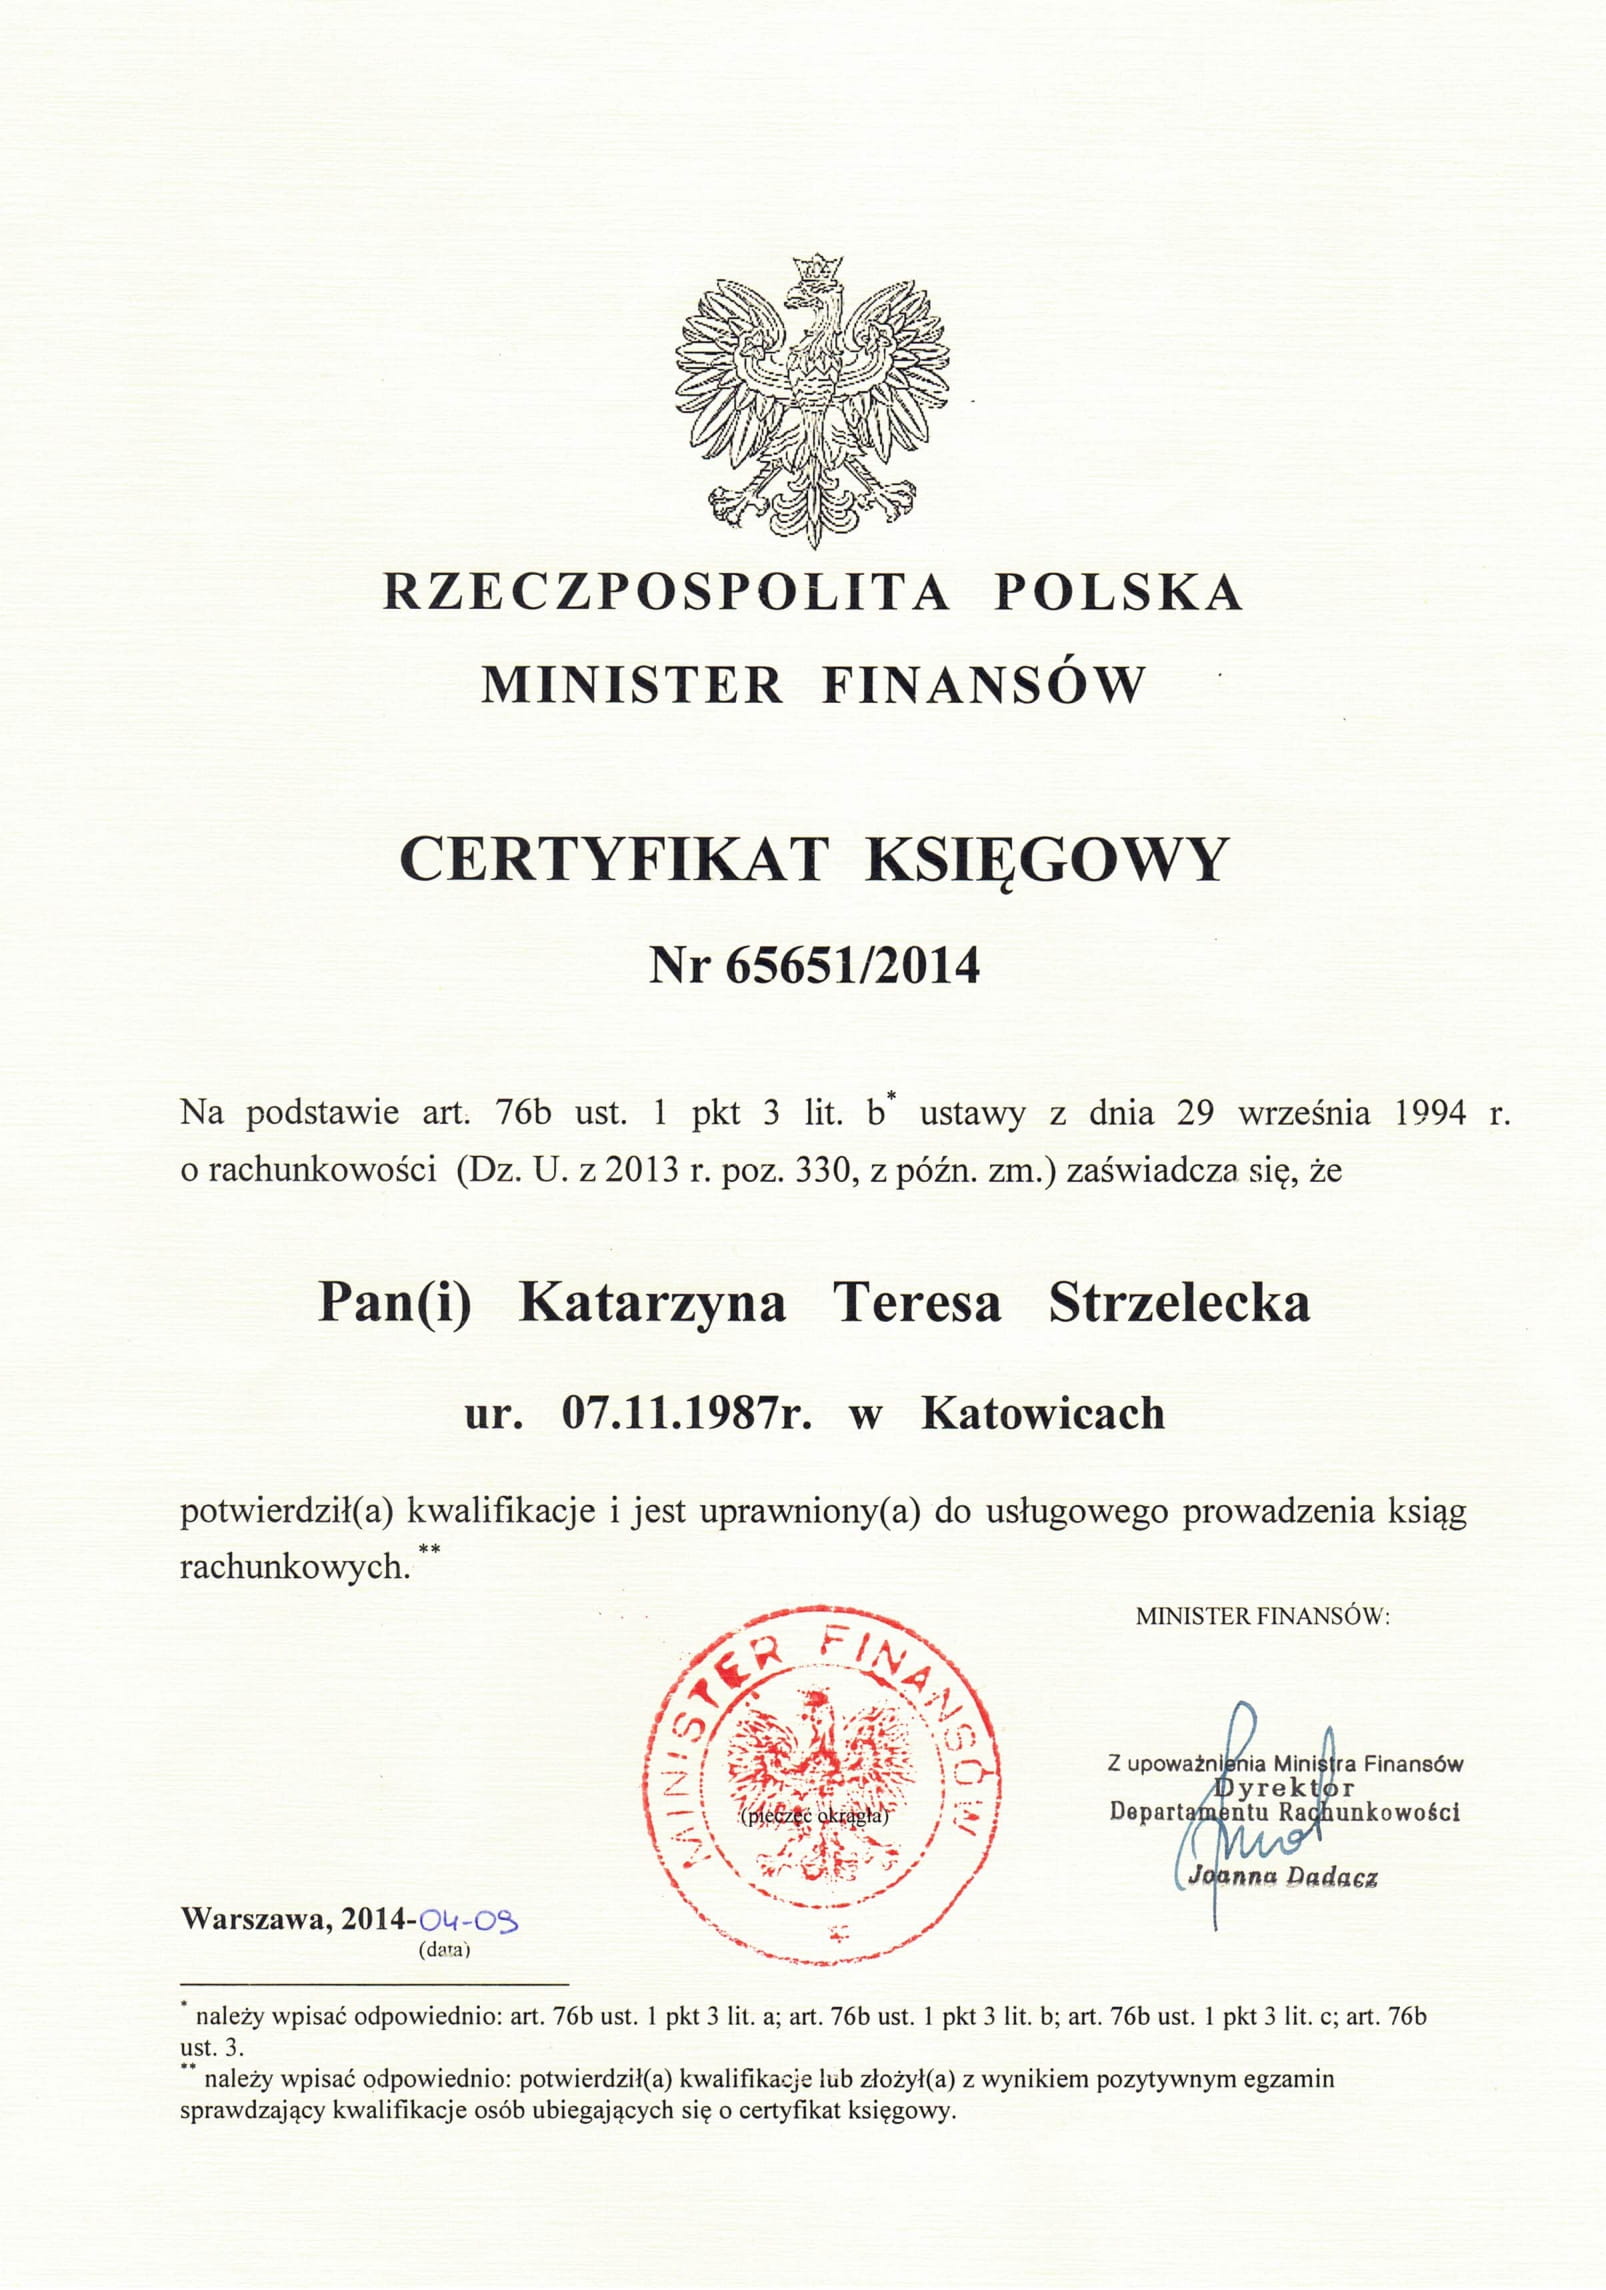 RZECZPOSPOLITA POLSKA
MINISTER FINANSÓW
CERTYFIKAT KSIĘGOWY
Nr 65651/2014
Na podstawie art. 76b ust. 1 pkt 3 lit. b* ustawy z dnia 29 września 1994 r.
o rachunkowości (Dz. U. z 2013 r. poz. 330, z późn. zm.) zaświadcza się, że
Pan(i) Katarzyna Teresa Strzelecka
ur. 07.11.1987r. w Katowicach
potwierdził(a) kwalifikacje i jest uprawniony(a) do usługowego prowadzenia ksiąg
rachunkowych.**
MINISTER FINANSÓW:
MINISTER FINANSÓW
(pieczęć okrągła)
Z upoważnienia Ministra Finansów
Dyrektor
Departamentu Rachunkowości
Joanna Dadacz
Warszawa, 2014-04-09
(data)
* należy wpisać odpowiednio: art. 76b ust. 1 pkt 3 lit. a; art. 76b ust. 1 pkt 3 lit. b; art. 76b ust. 1 pkt 3 lit. c; art. 76b
ust. 3.
** należy wpisać odpowiednio: potwierdził(a) kwalifikacje lub złożył(a) z wynikiem pozytywnym egzamin
sprawdzający kwalifikacje osób ubiegających się o certyfikat księgowy.